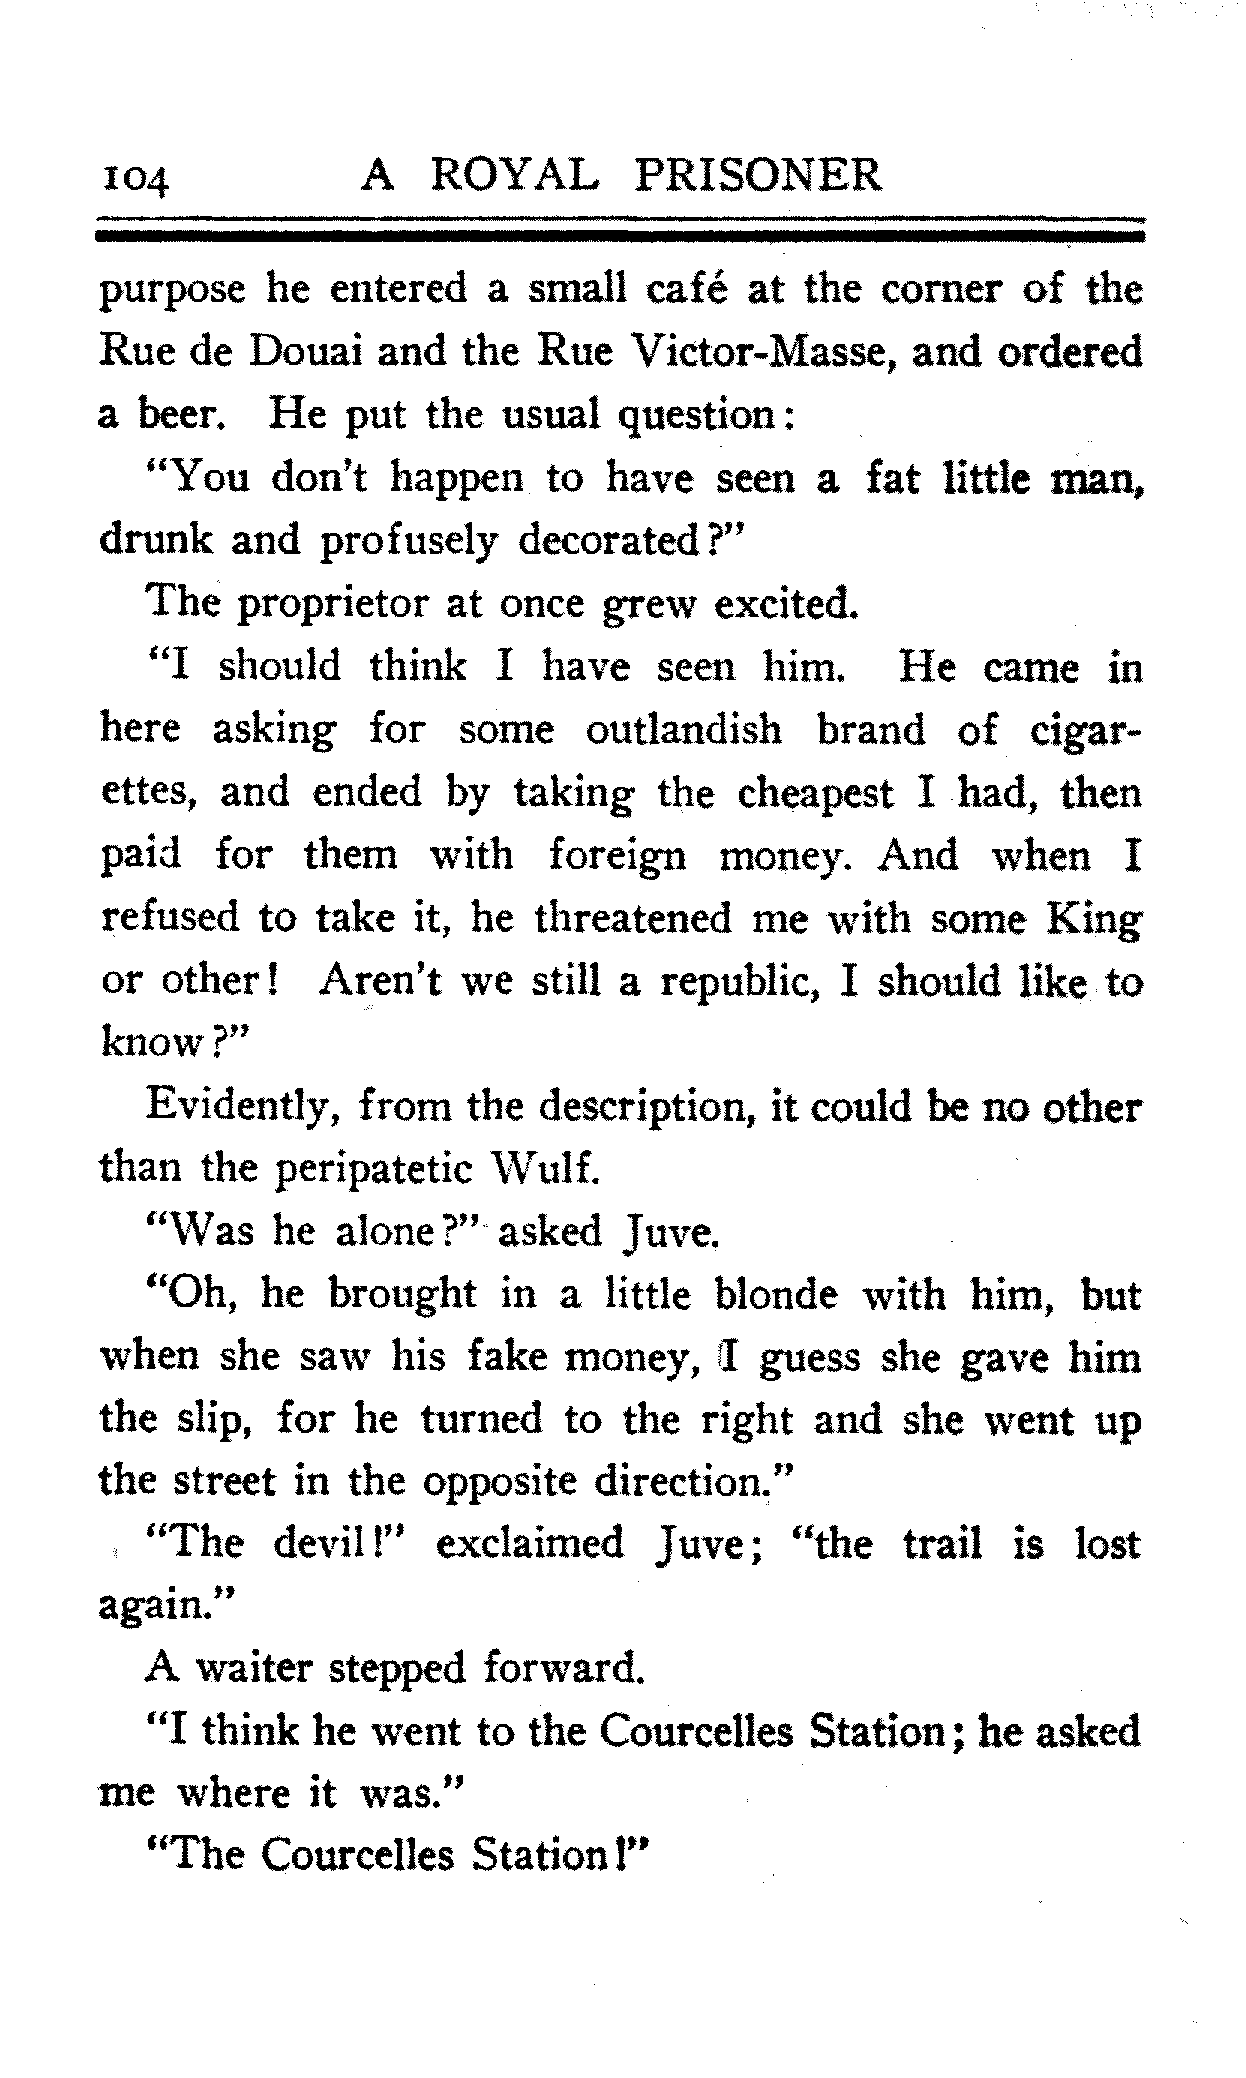 104 A ROYAL PRISONER
purpose he entered a small café at the corner of the
Rue de Douai and the Rue Victor-Masse, and ordered
a beer. He put the usual question:
"You don't happen to have seen a fat little man,
drunk and profusely decorated?"
The proprietor at once grew excited.
"I should think I have seen him. He came in
here asking for some outlandish brand of cigar-
ettes, and ended by taking the cheapest I had, then
paid for them with foreign money. And when I
refused to take it, he threatened me with some King
or other! Aren't we still a republic, I should like to
know?"
Evidently, from the description, it could be no other
than the peripatetic Wulf.
"Was he alone?" asked Juve.
"Oh, he brought in a little blonde with him, but
when she saw his fake money, I guess she gave him
the slip, for he turned to the right and she went up
the street in the opposite direction."
"The devil!" exclaimed Juve; "the trail is lost
again."
A waiter stepped forward.
"I think he went to the Courcelles Station; he asked
me where it was."
"The Courcelles Station!"